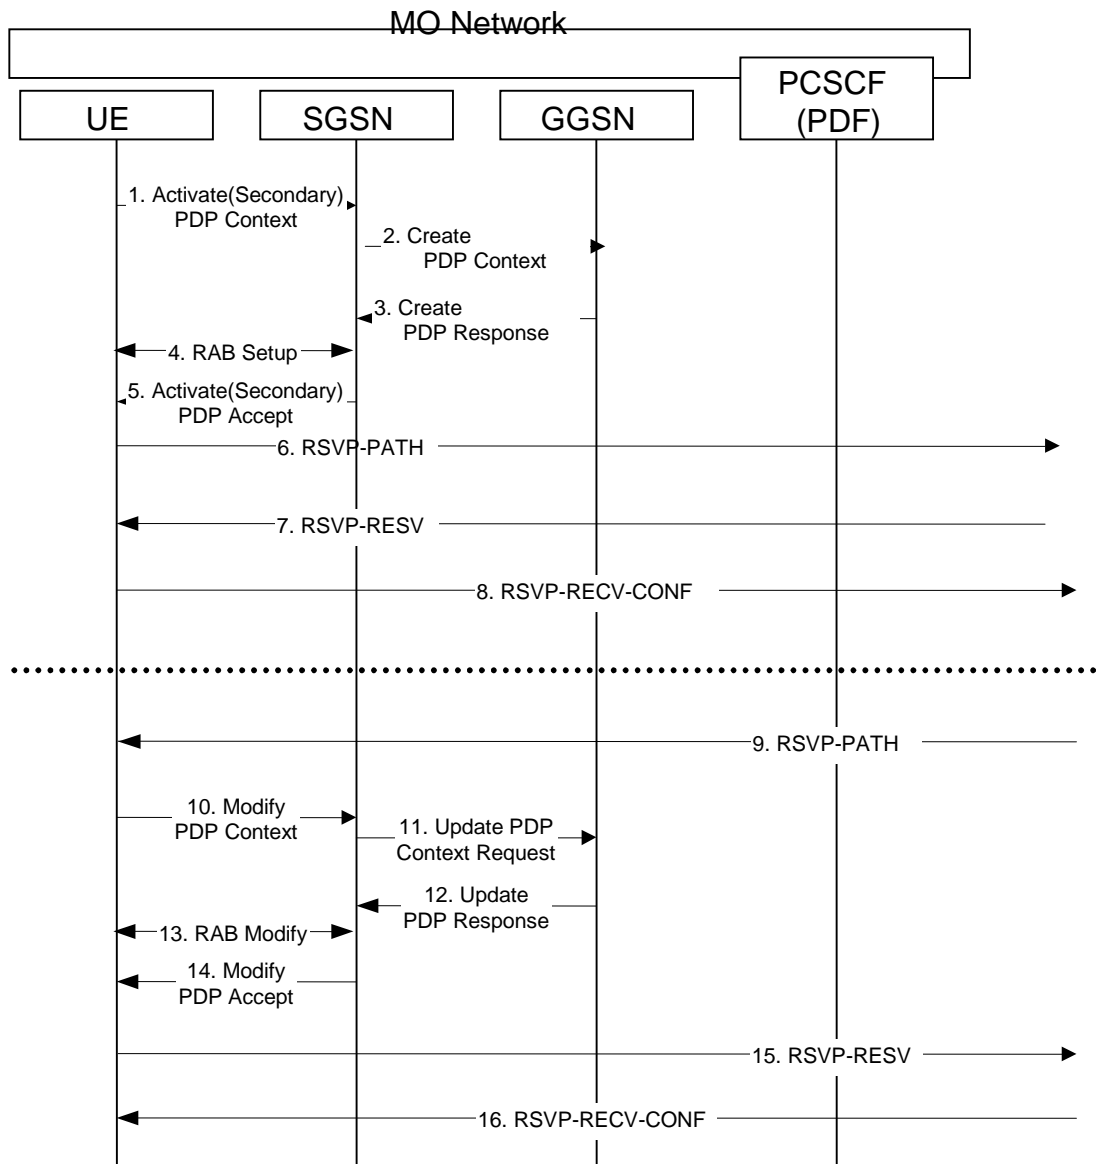 MO Network
UE
SGSN
GGSN
PCSCF
(PDF)
1. Activate(Secondary)
PDP Context
2. Create
PDP Context
3. Create
PDP Response
4. RAB Setup
5. Activate(Secondary)
PDP Accept
6. RSVP-PATH
7. RSVP-RESV
8. RSVP-RECV-CONF
9. RSVP-PATH
10. Modify
PDP Context
11. Update PDP
Context Request
12. Update
PDP Response
13. RAB Modify
14. Modify
PDP Accept
15. RSVP-RESV
16. RSVP-RECV-CONF